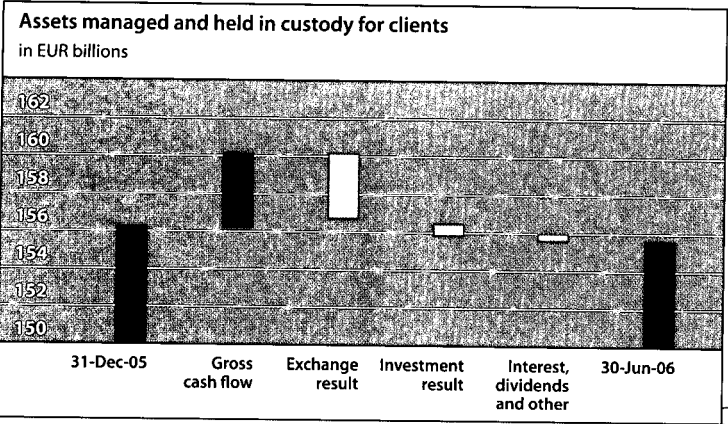 Assets managed and held in custody for clients
in EUR billions
162
160
158
156
154
152
150
31-Dec-05
Gross
cash flow
Exchange
result
Investment
result
Interest,
dividends
and other
30-Jun-06